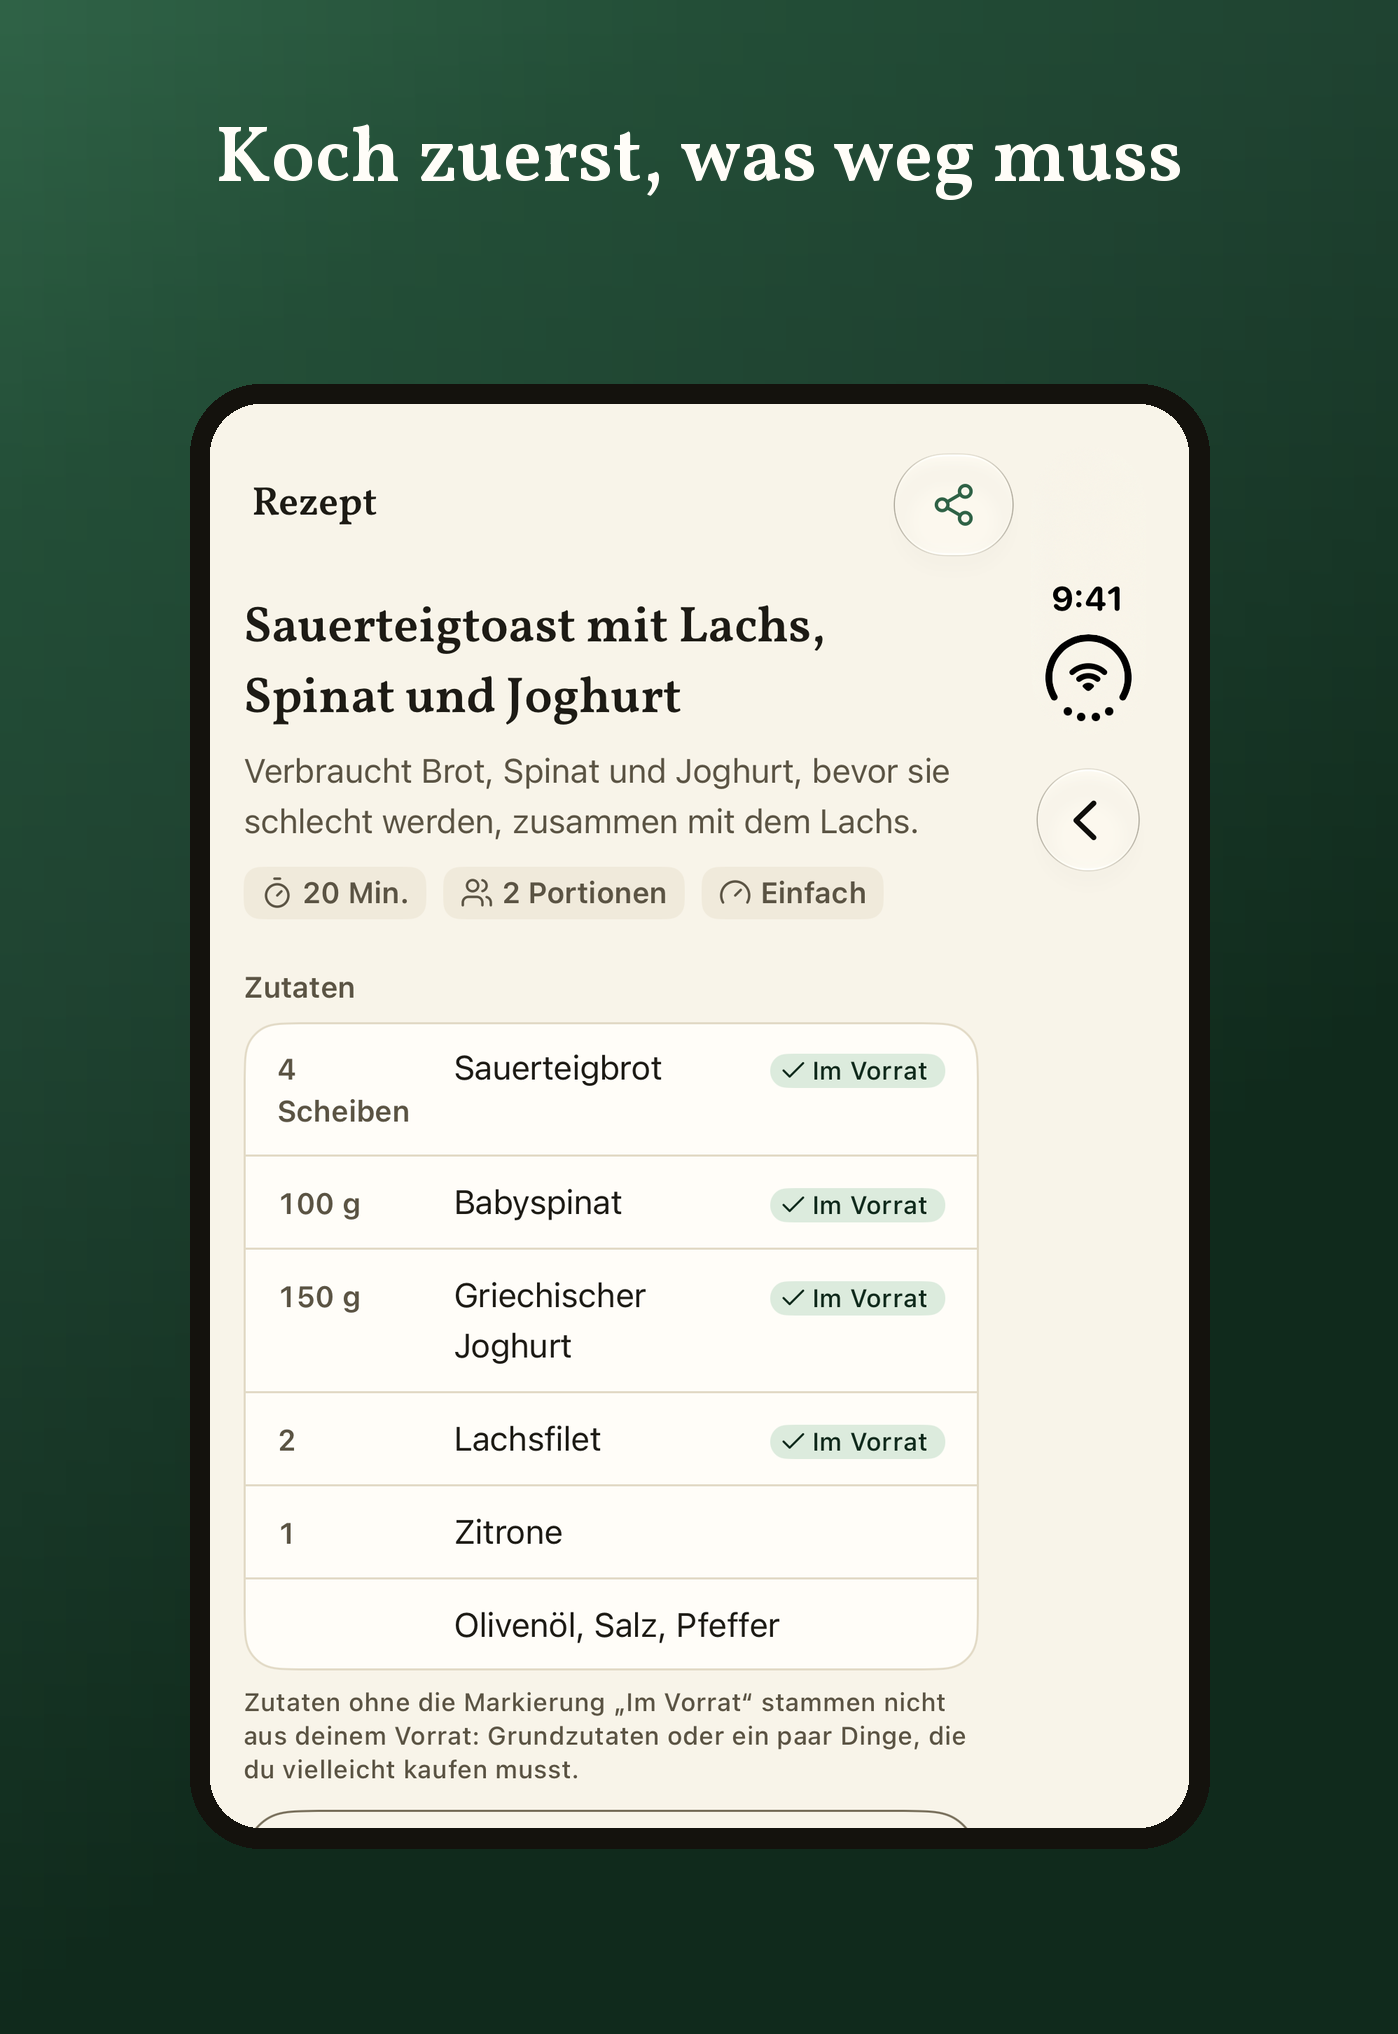 Koch zuerst, was weg muss
Rezept
9:41
Sauerteigtoast mit Lachs,
Spinat und Joghurt
Verbraucht Brot, Spinat und Joghurt, bevor sie
schlecht werden, zusammen mit dem Lachs.
20 Min. 2 Portionen Einfach
Zutaten
4 Sauerteigbrot Im Vorrat
Scheiben
100 g Babyspinat Im Vorrat
150 g Griechischer Im Vorrat
Joghurt
2 Lachsfilet Im Vorrat
1 Zitrone
Olivenöl, Salz, Pfeffer
Zutaten ohne die Markierung „Im Vorrat“ stammen nicht
aus deinem Vorrat: Grundzutaten oder ein paar Dinge, die
du vielleicht kaufen musst.